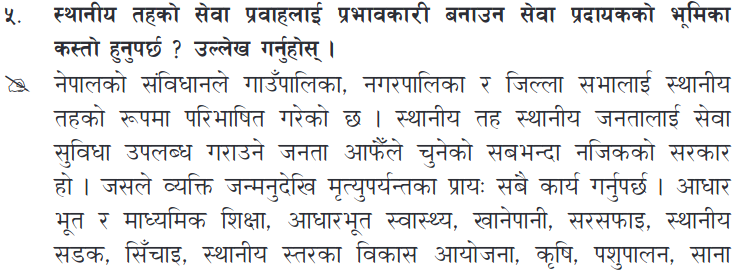 ५. स्थानीय तहको सेवा प्रवाहलाई प्रभावकारी बनाउन सेवा प्रदायकको भूमिका
कस्तो हुनुपर्छ ? उल्लेख गर्नुहोस् ।
नेपालको संविधानले गाउँपालिका, नगरपालिका र जिल्ला सभालाई स्थानीय
तहको रूपमा परिभाषित गरेको छ । स्थानीय तह स्थानीय जनतालाई सेवा
सुविधा उपलब्ध गराउने जनता आफैँले चुनेको सबभन्दा नजिकको सरकार
हो । जसले व्यक्ति जन्मनुदेखि मृत्युपर्यन्तका प्रायः सबै कार्य गर्नुपर्छ । आधार
भूत र माध्यमिक शिक्षा, आधारभूत स्वास्थ्य, खानेपानी, सरसफाइ, स्थानीय
सडक, सिँचाइ, स्थानीय स्तरका विकास आयोजना, कृषि, पशुपालन, साना